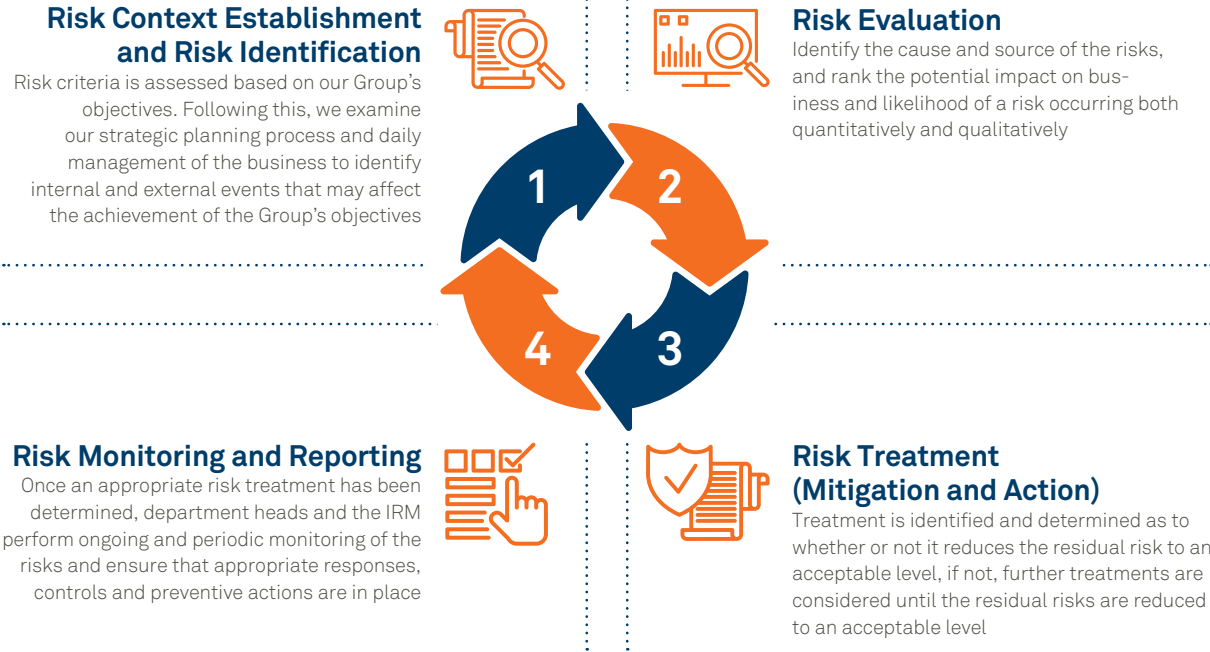 Risk Context Establishment
and Risk Identification
Risk criteria is assessed based on our Group's
objectives. Following this, we examine
our strategic planning process and daily
management of the business to identify
internal and external events that may affect
the achievement of the Group's objectives
Risk Evaluation
Identify the cause and source of the risks,
and rank the potential impact on bus-
iness and likelihood of a risk occurring both
quantitatively and qualitatively
1
2
4
3
Risk Monitoring and Reporting
Once an appropriate risk treatment has been
determined, department heads and the IRM
perform ongoing and periodic monitoring of the
risks and ensure that appropriate responses,
controls and preventive actions are in place
Risk Treatment
(Mitigation and Action)
Treatment is identified and determined as to
whether or not it reduces the residual risk to an
acceptable level, if not, further treatments are
considered until the residual risks are reduced
to an acceptable level